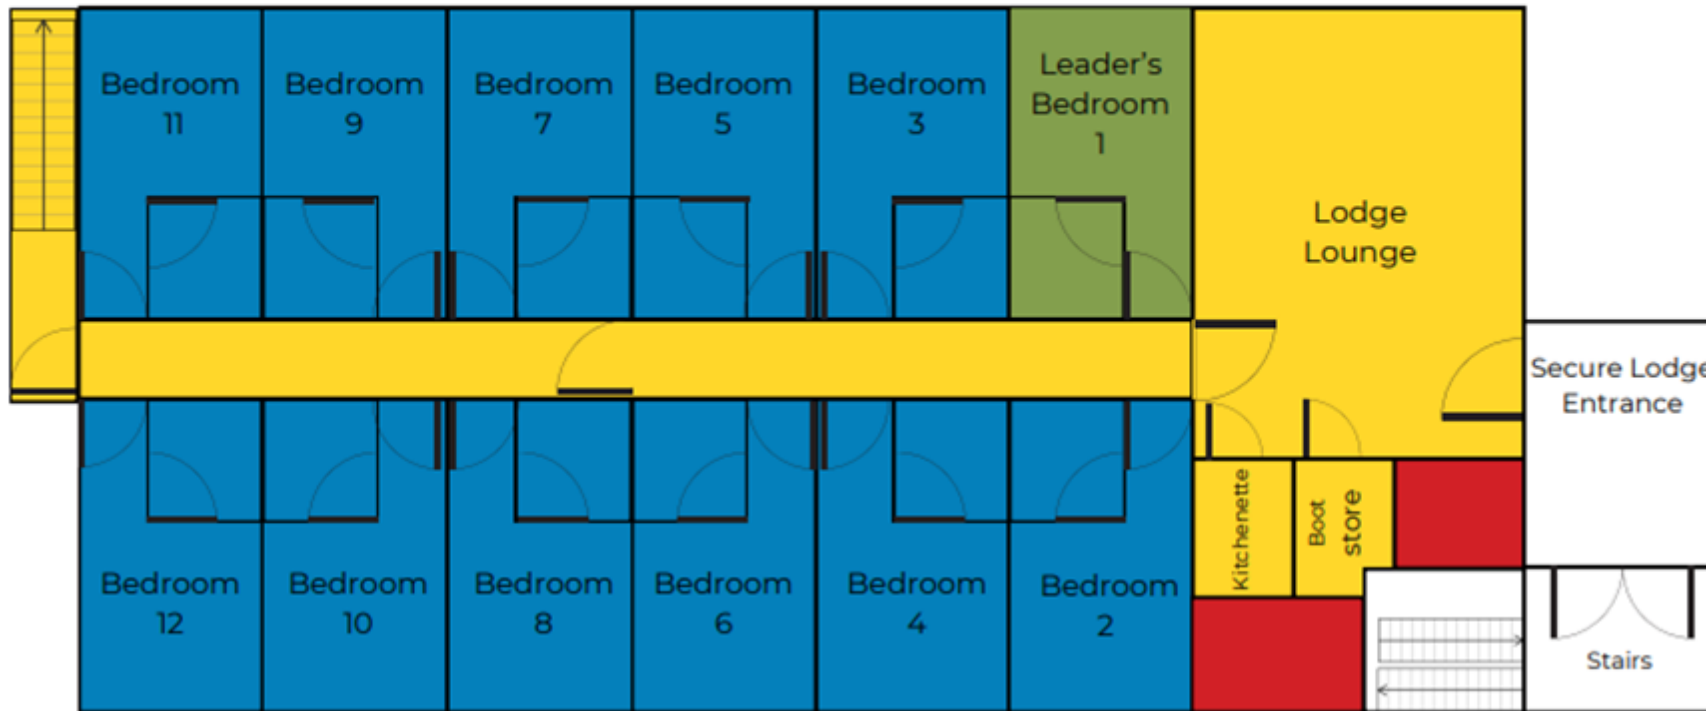 Bedroom
11
Bedroom
9
Bedroom
7
Bedroom
5
Bedroom
3
Leader's
Bedroom
1
Lodge
Lounge
Secure Lodge
Entrance
Kitchenette
Boot
store
Bedroom
12
Bedroom
10
Bedroom
8
Bedroom
6
Bedroom
4
Bedroom
2
Stairs